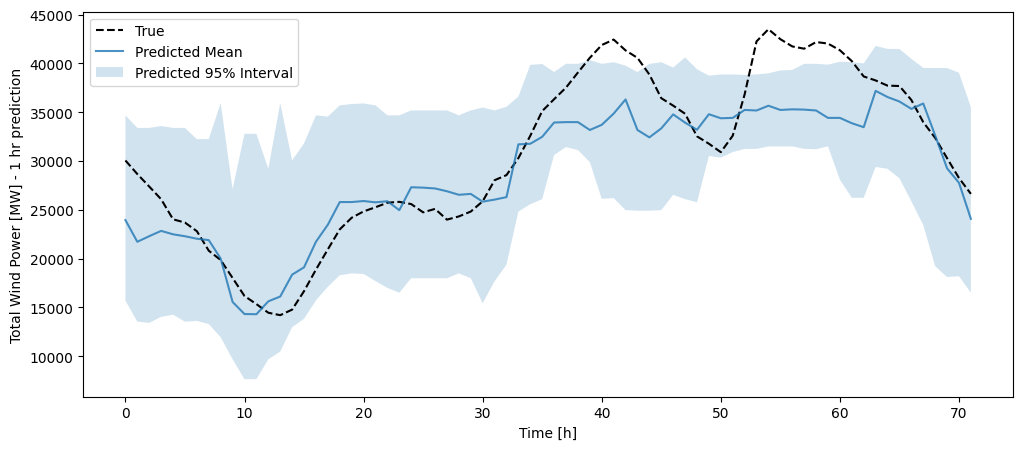 Total Wind Power [MW] - 1 hr prediction
45000
40000
35000
30000
25000
20000
15000
10000
True
Predicted Mean
Predicted 95% Interval
0 10 20 30 40 50 60 70
Time [h]